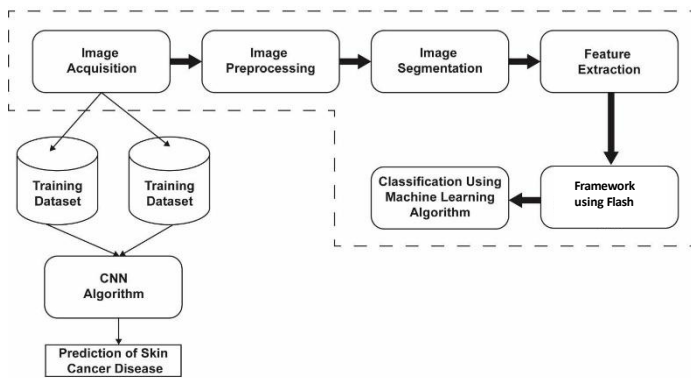 Image
Acquisition
Image
Preprocessing
Image
Segmentation
Feature
Extraction
Training
Dataset
Training
Dataset
Classification Using
Machine Learning
Algorithm
Framework
using Flash
CNN
Algorithm
Prediction of Skin
Cancer Disease